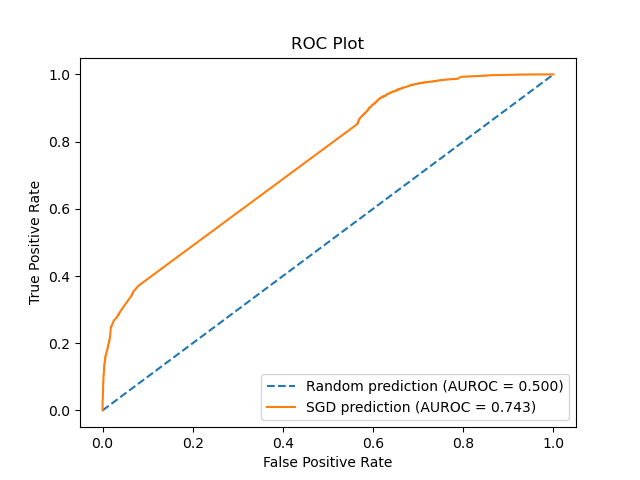 ROC Plot
True Positive Rate
1.0
0.8
0.6
0.4
0.2
0.0
Random prediction (AUROC = 0.500)
SGD prediction (AUROC = 0.743)
0.0 0.2 0.4 0.6 0.8 1.0
False Positive Rate